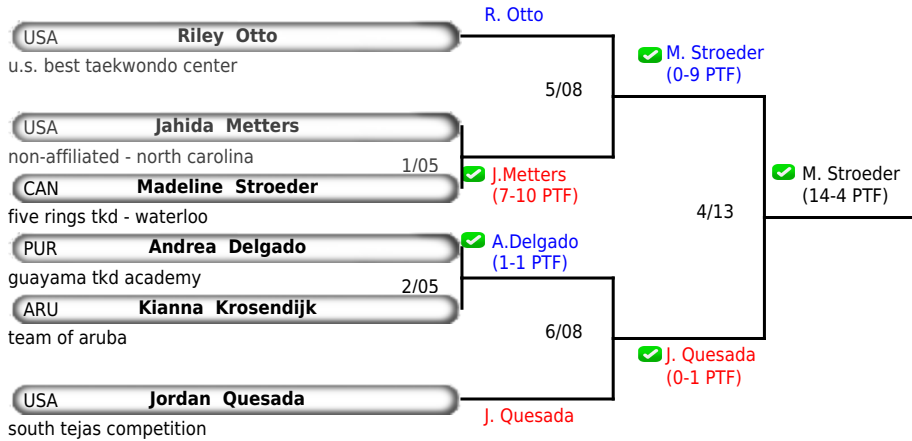 R. Otto
USA Riley Otto
u.s. best taekwondo center
M. Stroeder
(0-9 PTF)
5/08
USA Jahida Metters
non-affiliated - north carolina
1/05
J.Metters
(7-10 PTF)
CAN Madeline Stroeder
five rings tkd - waterloo
M. Stroeder
(14-4 PTF)
4/13
PUR Andrea Delgado
guayama tkd academy
A.Delgado
(1-1 PTF)
2/05
ARU Kianna Krosendijk
team of aruba
6/08
J. Quesada
(0-1 PTF)
USA Jordan Quesada
south tejas competition
J. Quesada